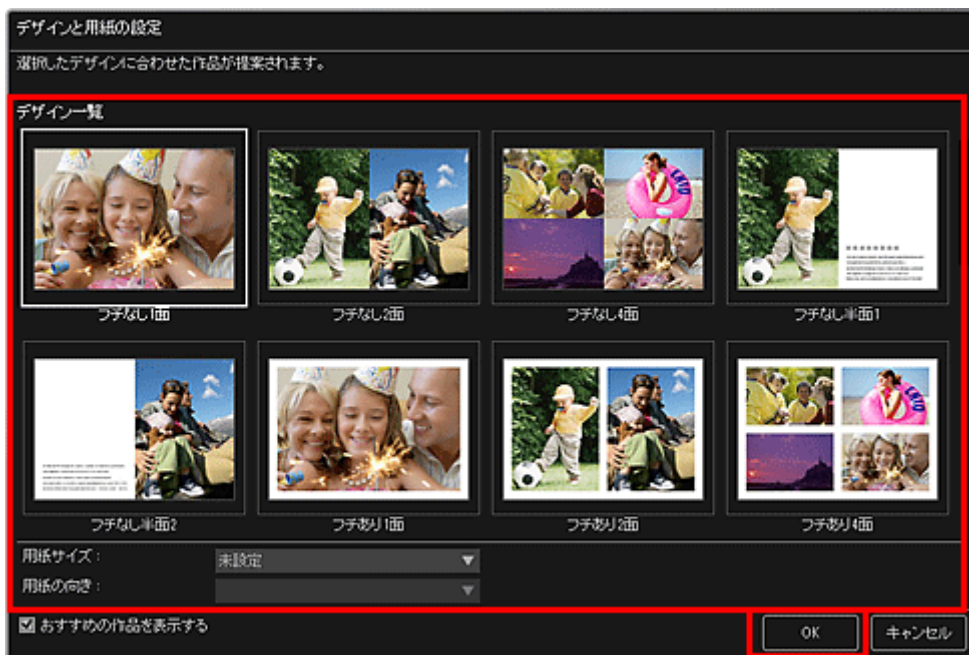 デザインと用紙の設定
選択したデザインに合わせた作品が提案されます。
デザイン一覧
フチなし1面
フチなし2面
フチなし4面
フチなし半面1
フチなし半面2
フチあり1面
フチあり2面
フチあり4面
用紙サイズ：
未設定
用紙の向き：
おすすめの作品を表示する
OK
キャンセル